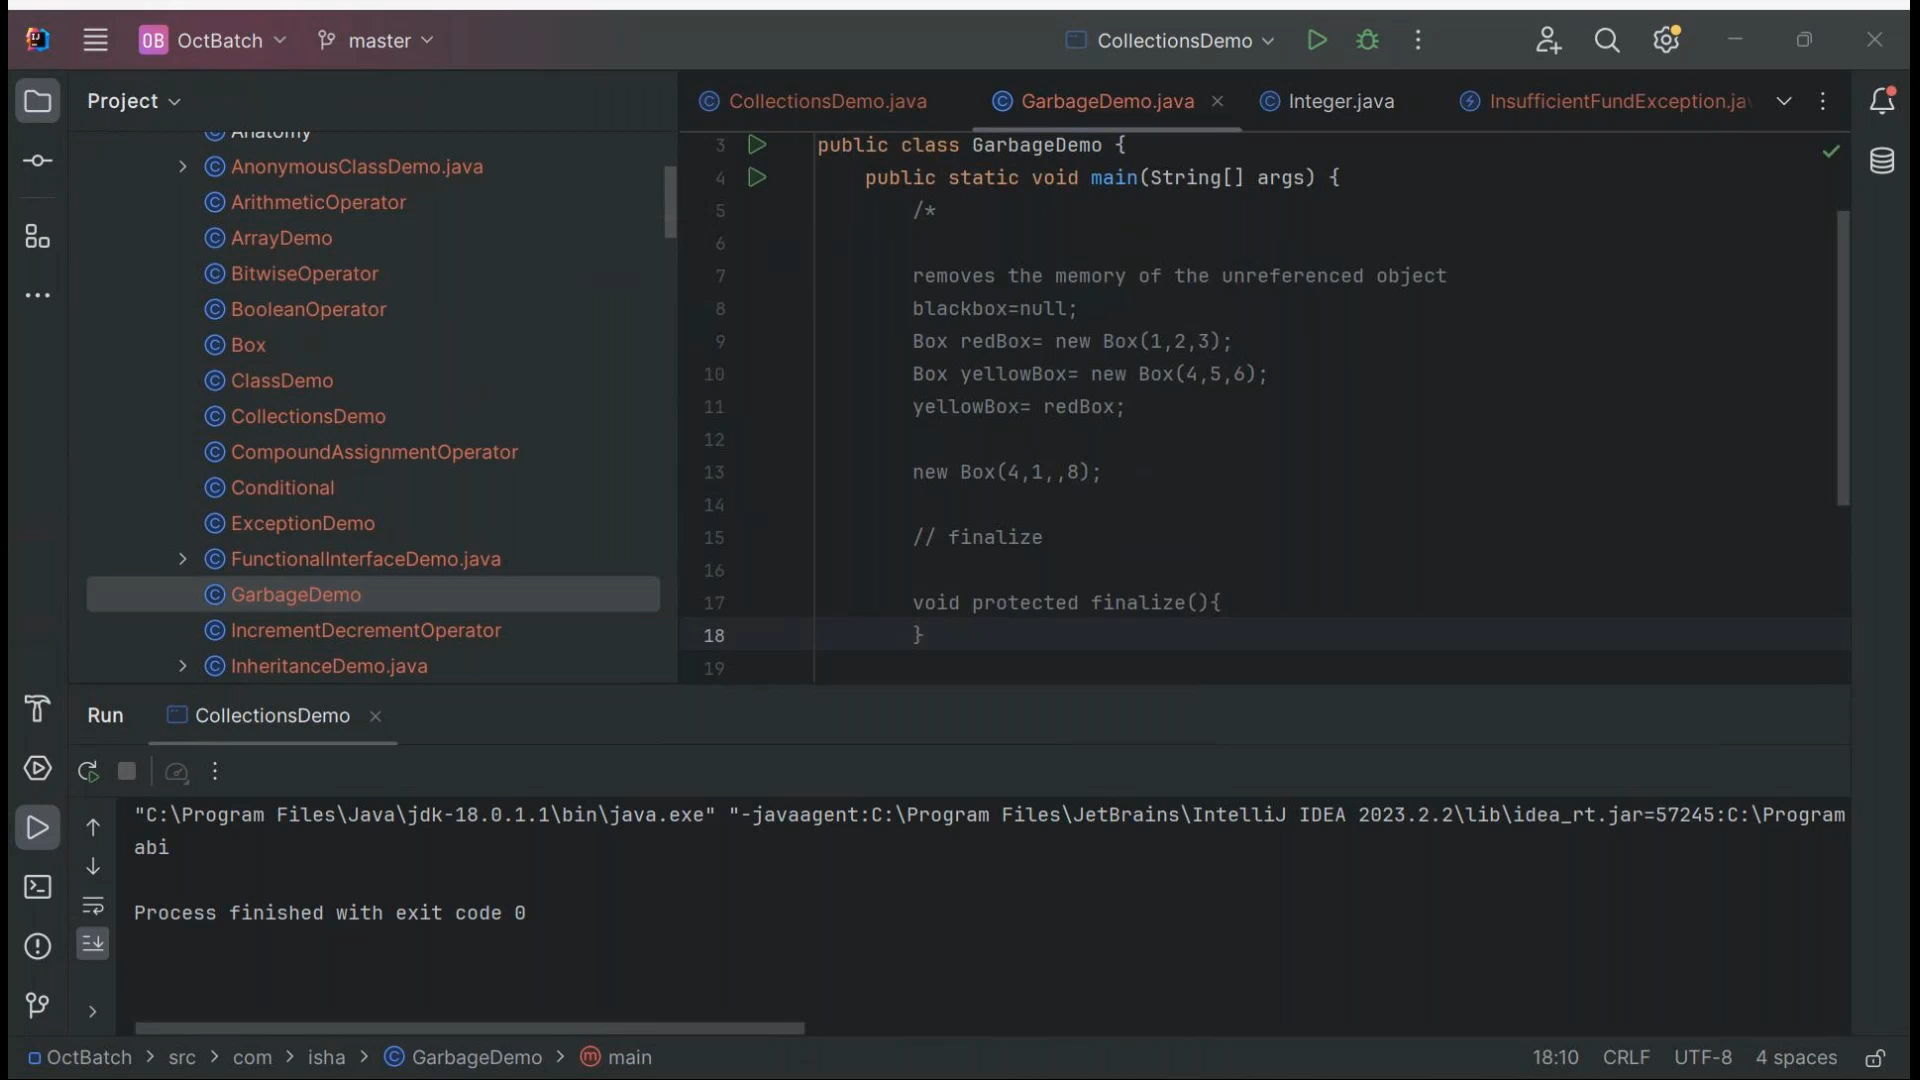 OB OctBatch master CollectionsDemo
Project
CollectionsDemo.java GarbageDemo.java Integer.java InsufficientFundException.ja
Anatomy
AnonymousClassDemo.java
ArithmeticOperator
ArrayDemo
BitwiseOperator
BooleanOperator
Box
ClassDemo
CollectionsDemo
CompoundAssignmentOperator
Conditional
ExceptionDemo
FunctionalInterfaceDemo.java
GarbageDemo
IncrementDecrementOperator
InheritanceDemo.java
3 public class GarbageDemo {
4 public static void main(String[] args) {
5 /*
6
7 removes the memory of the unreferenced object
8 blackbox=null;
9 Box redBox= new Box(1,2,3);
10 Box yellowBox= new Box(4,5,6);
11 yellowBox= redBox;
12
13 new Box(4,1,,8);
14
15 // finalize
16
17 void protected finalize(){
18 }
19
Run CollectionsDemo
"C:\Program Files\Java\jdk-18.0.1.1\bin\java.exe" "-javaagent:C:\Program Files\JetBrains\IntelliJ IDEA 2023.2.2\lib\idea_rt.jar=57245:C:\Program
abi
Process finished with exit code 0
OctBatch > src > com > isha > GarbageDemo > main 18:10 CRLF UTF-8 4 spaces